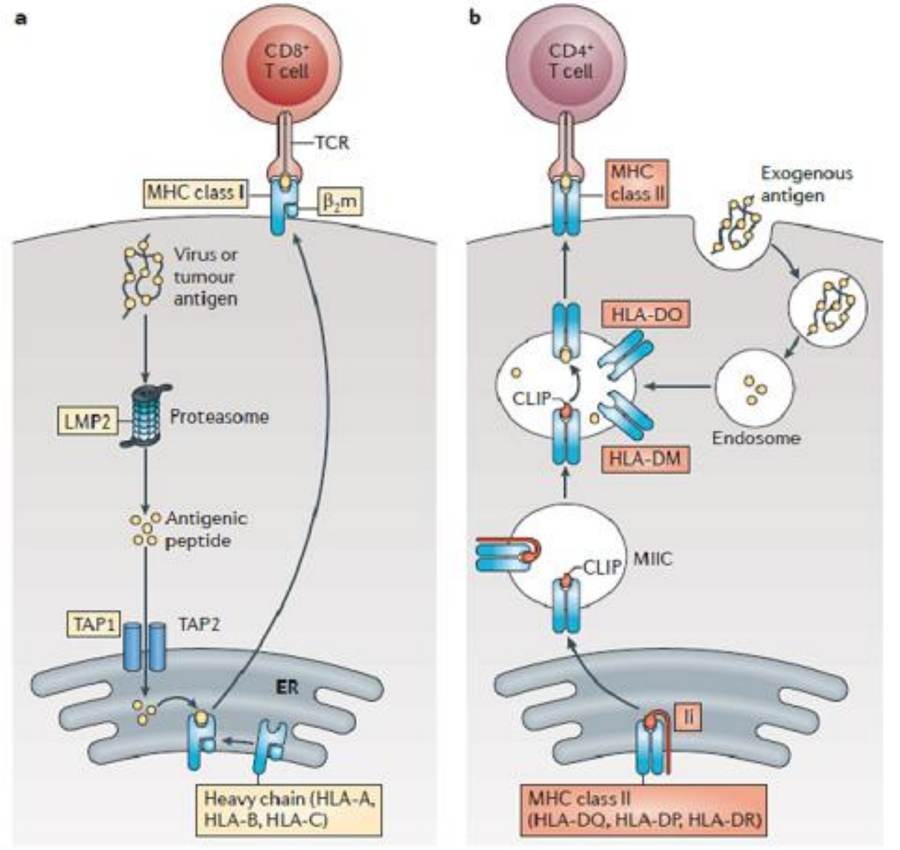 a
CD8⁺
T cell
TCR
MHC class I
β₂m
Virus or
tumour
antigen
LMP2
Proteasome
Antigenic
peptide
TAP1
TAP2
ER
Heavy chain (HLA-A,
HLA-B, HLA-C)
b
CD4⁺
T cell
MHC
class II
Exogenous
antigen
HLA-DO
CLIP
Endosome
HLA-DM
CLIP
MIIC
Ii
MHC class II
(HLA-DQ, HLA-DP, HLA-DR)